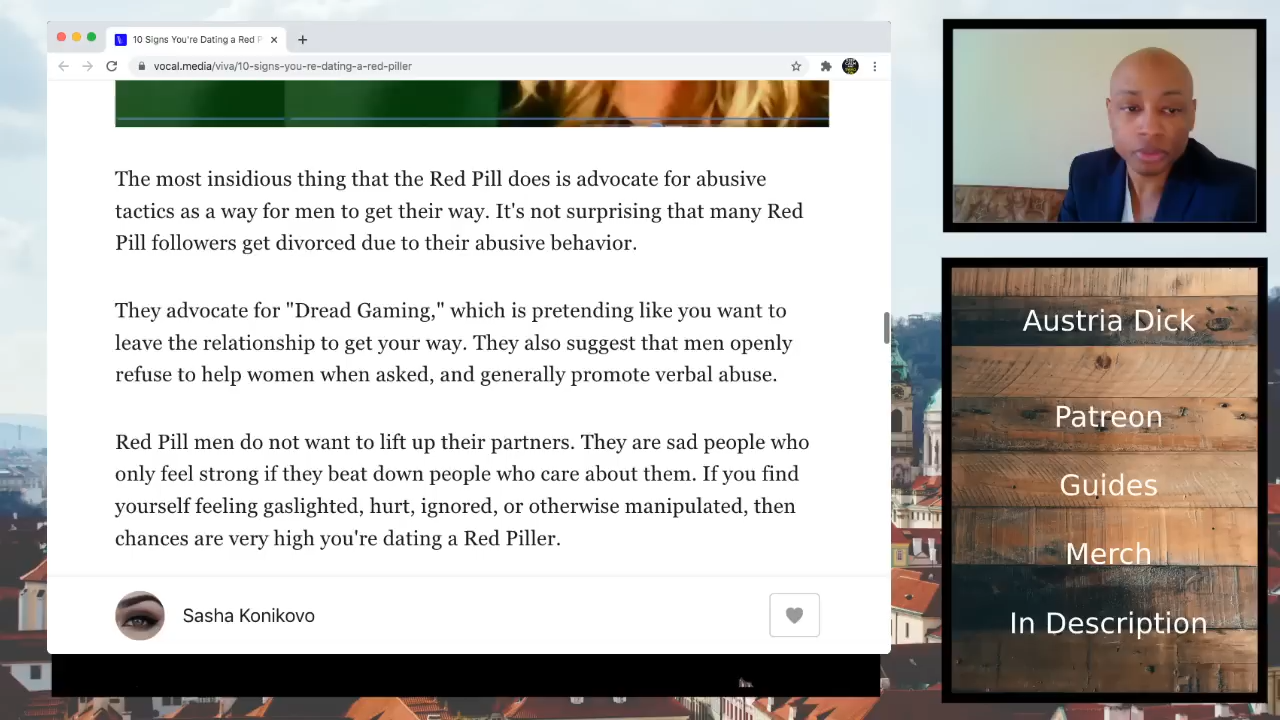 10 Signs You're Dating a Red P
vocal.media/viva/10-signs-you-re-dating-a-red-piller
The most insidious thing that the Red Pill does is advocate for abusive
tactics as a way for men to get their way. It's not surprising that many Red
Pill followers get divorced due to their abusive behavior.
They advocate for "Dread Gaming," which is pretending like you want to
leave the relationship to get your way. They also suggest that men openly
refuse to help women when asked, and generally promote verbal abuse.
Red Pill men do not want to lift up their partners. They are sad people who
only feel strong if they beat down people who care about them. If you find
yourself feeling gaslighted, hurt, ignored, or otherwise manipulated, then
chances are very high you're dating a Red Piller.
Sasha Konikovo
Austria Dick
Patreon
Guides
Merch
In Description